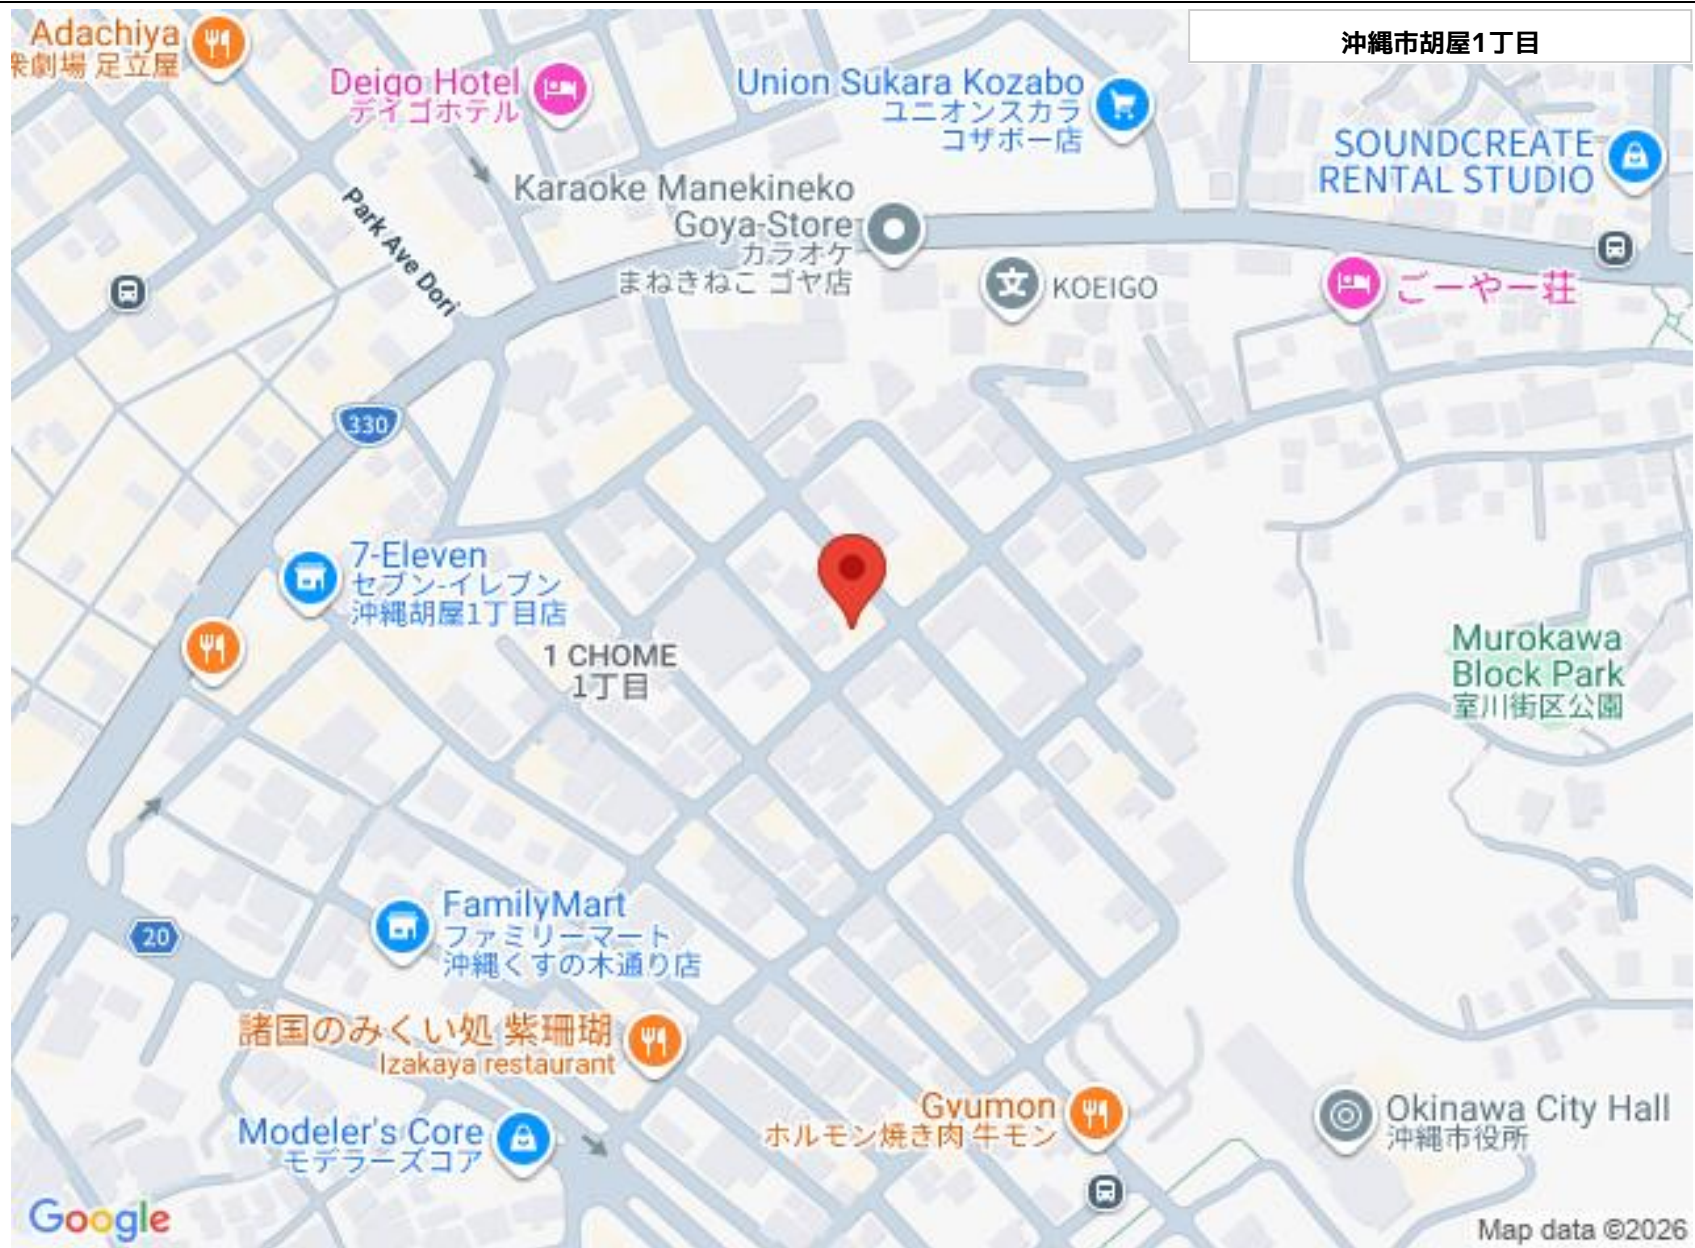 沖縄市胡屋1丁目
Adachiya
衆劇場 足立屋
Deigo Hotel
デイゴホテル
Union Sukara Kozabo
ユニオンスカラ
コザボー店
SOUNDCREATE
RENTAL STUDIO
Karaoke Manekineko
Goya-Store
カラオケ
まねきねこ ゴヤ店
Park Ave Dori
KOEIGO
ごーやー荘
330
7-Eleven
セブン-イレブン
沖縄胡屋1丁目店
1 CHOME
1丁目
Murokawa
Block Park
室川街区公園
FamilyMart
ファミリーマート
沖縄くすの木通り店
20
諸国のみくい処 紫珊瑚
Izakaya restaurant
Gyumon
ホルモン焼き肉 牛モン
Okinawa City Hall
沖縄市役所
Modeler's Core
モデラーズコア
Google
Map data ©2026